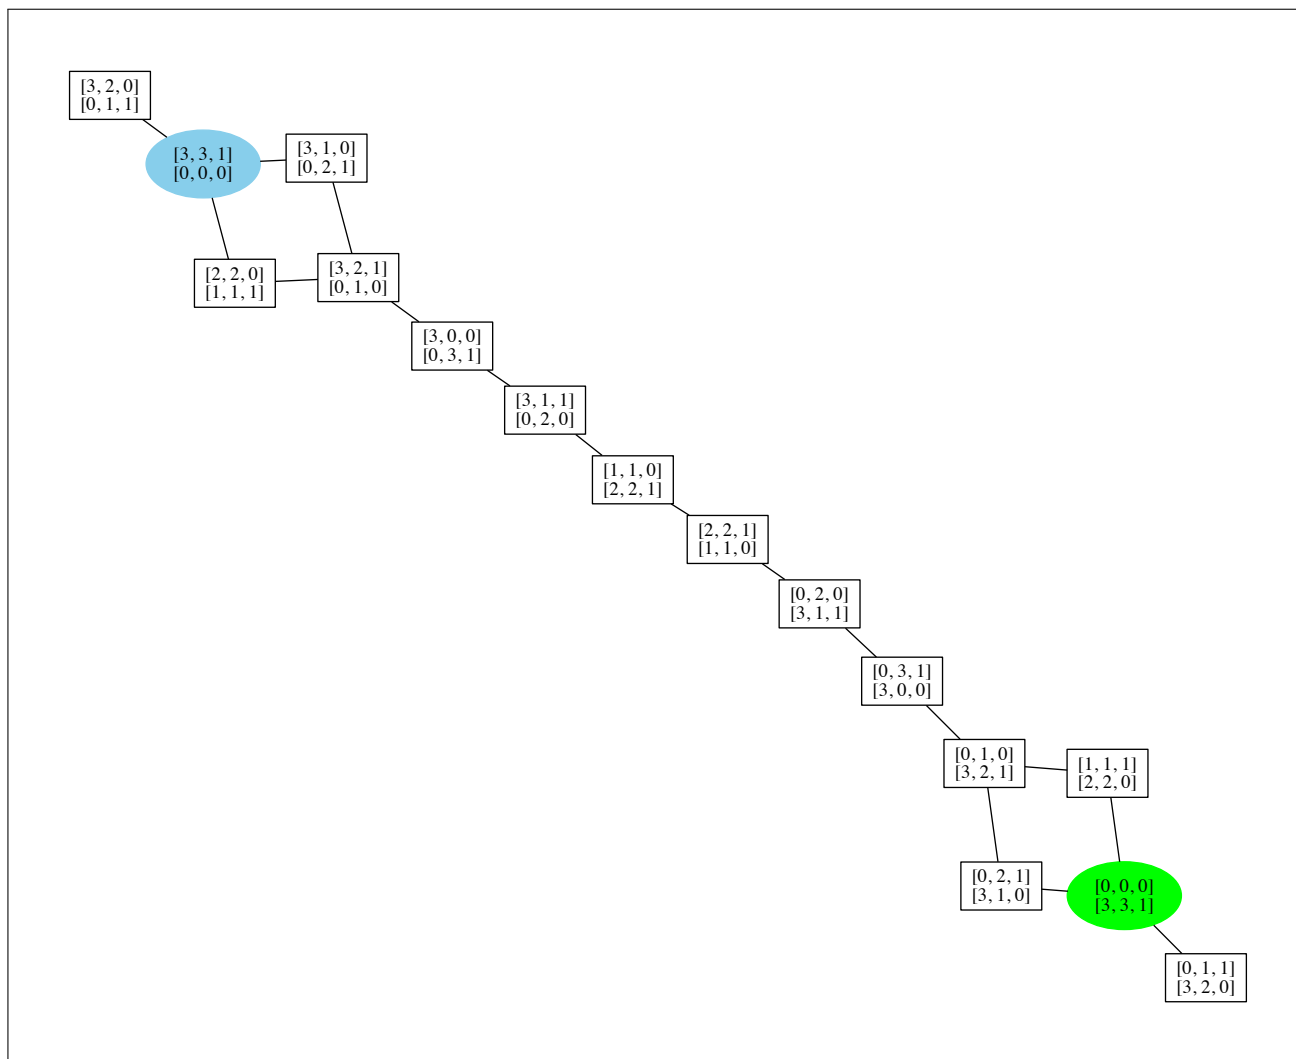 [3, 2, 0]
[0, 1, 1]
[3, 3, 1]
[0, 0, 0]
[3, 1, 0]
[0, 2, 1]
[2, 2, 0]
[1, 1, 1]
[3, 2, 1]
[0, 1, 0]
[3, 0, 0]
[0, 3, 1]
[3, 1, 1]
[0, 2, 0]
[1, 1, 0]
[2, 2, 1]
[2, 2, 1]
[1, 1, 0]
[0, 2, 0]
[3, 1, 1]
[0, 3, 1]
[3, 0, 0]
[0, 1, 0]
[3, 2, 1]
[1, 1, 1]
[2, 2, 0]
[0, 2, 1]
[3, 1, 0]
[0, 0, 0]
[3, 3, 1]
[0, 1, 1]
[3, 2, 0]